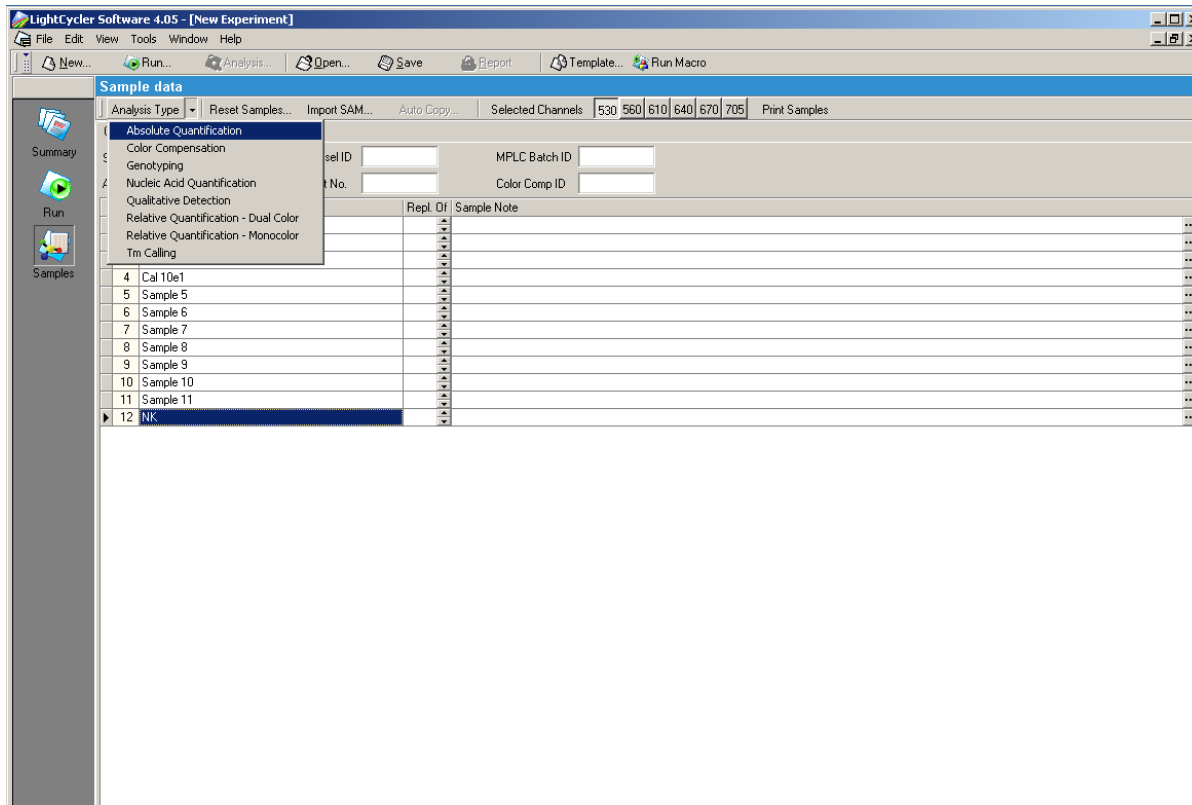 LightCycler Software 4.05 - [New Experiment]
File Edit View Tools Window Help
New... Run... Analysis... Open... Save Report Template... Run Macro
Sample data
Analysis Type Reset Samples... Import SAM... Auto Copy... Selected Channels 530 560 610 640 670 705 Print Samples
Absolute Quantification
Color Compensation
Genotyping
Nucleic Acid Quantification
Qualitative Detection
Relative Quantification - Dual Color
Relative Quantification - Monocolor
Tm Calling
Summary
Run
Samples
sel ID MPLC Batch ID
No. Color Comp ID
Repl. Of Sample Note
4 Cal 10e1
5 Sample 5
6 Sample 6
7 Sample 7
8 Sample 8
9 Sample 9
10 Sample 10
11 Sample 11
12 NK